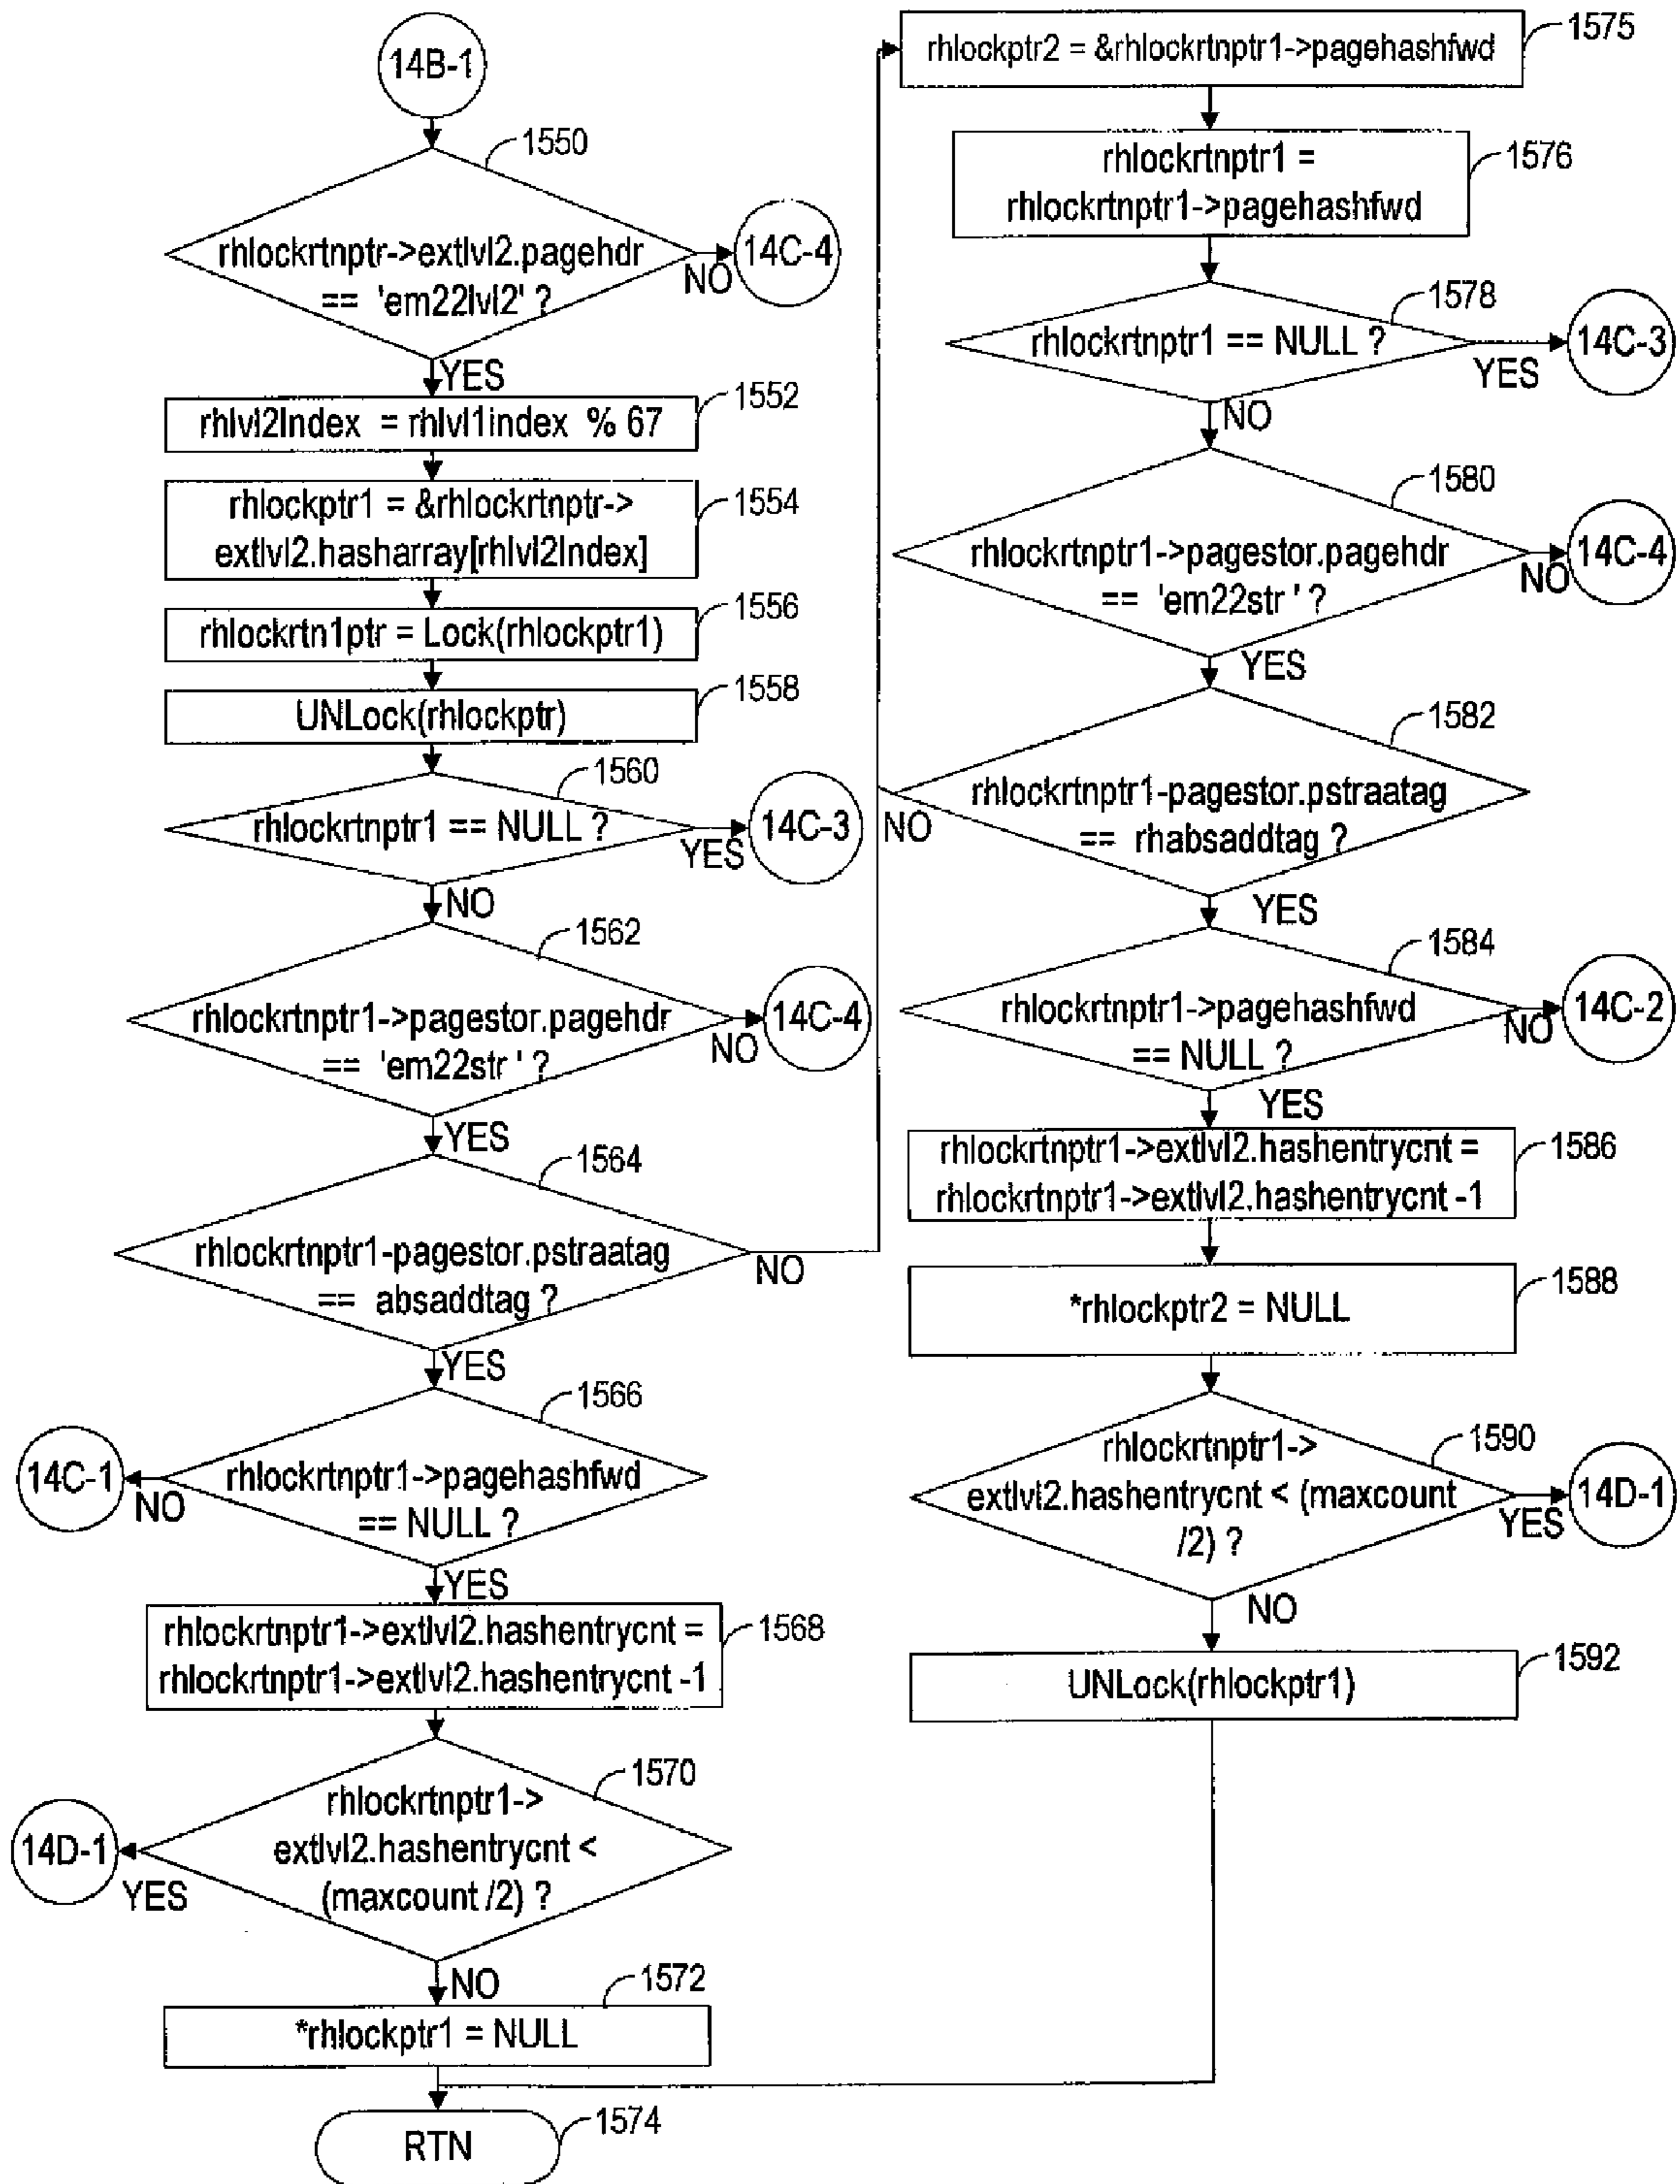 14B-1
1550
rhlockrtnptr->extlvl2.pagehdr
== 'em22lvl2' ?
NO
14C-4
YES
1552
rhlvl2Index = rhlvl1index % 67
1554
rhlockptr1 = &rhlockrtnptr->
extlvl2.hasharray[rhlvl2Index]
1556
rhlockrtn1ptr = Lock(rhlockptr1)
1558
UNLock(rhlockptr)
1560
rhlockrtnptr1 == NULL ?
YES
14C-3
NO
1562
rhlockrtnptr1->pagestor.pagehdr
== 'em22str ' ?
NO
14C-4
YES
1564
rhlockrtnptr1-pagestor.pstraatag
== absaddtag ?
NO
YES
1566
rhlockrtnptr1->pagehashfwd
== NULL ?
NO
14C-1
YES
1568
rhlockrtnptr1->extlvl2.hashentrycnt =
rhlockrtnptr1->extlvl2.hashentrycnt -1
1570
rhlockrtnptr1->
extlvl2.hashentrycnt <
(maxcount /2) ?
14D-1
YES
NO
1572
*rhlockptr1 = NULL
RTN
1574
1575
rhlockptr2 = &rhlockrtnptr1->pagehashfwd
1576
rhlockrtnptr1 =
rhlockrtnptr1->pagehashfwd
1578
rhlockrtnptr1 == NULL ?
YES
14C-3
NO
1580
rhlockrtnptr1->pagestor.pagehdr
== 'em22str ' ?
NO
14C-4
YES
1582
rhlockrtnptr1-pagestor.pstraatag
== rhabsaddtag ?
NO
YES
1584
rhlockrtnptr1->pagehashfwd
== NULL ?
NO
14C-2
YES
1586
rhlockrtnptr1->extlvl2.hashentrycnt =
rhlockrtnptr1->extlvl2.hashentrycnt -1
1588
*rhlockptr2 = NULL
1590
rhlockrtnptr1->
extlvl2.hashentrycnt < (maxcount
/2) ?
YES
14D-1
NO
1592
UNLock(rhlockptr1)